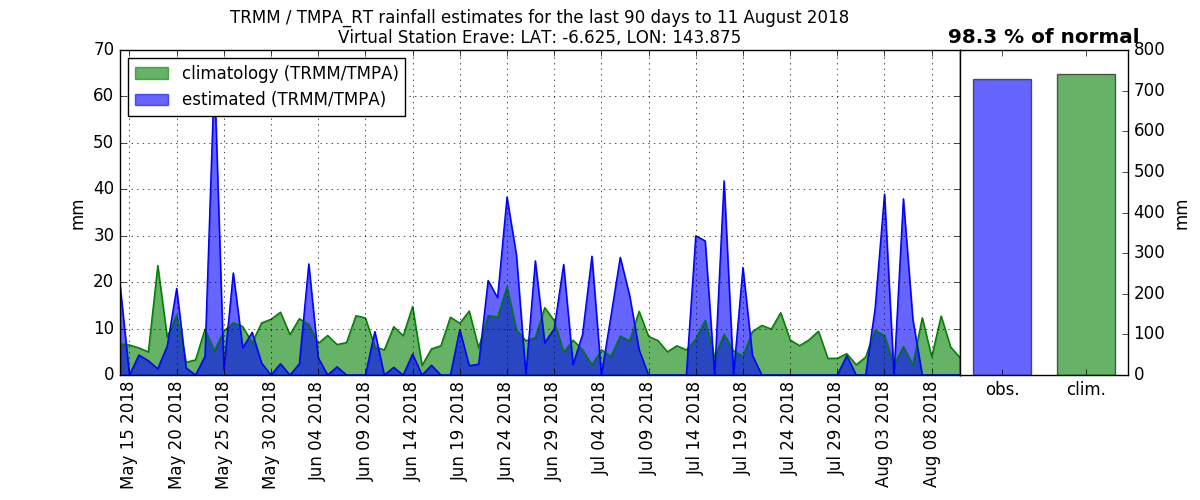 TRMM / TMPA_RT rainfall estimates for the last 90 days to 11 August 2018
Virtual Station Erave: LAT: -6.625, LON: 143.875
98.3 % of normal
climatology (TRMM/TMPA)
estimated (TRMM/TMPA)
70
60
50
40
30
20
10
0
mm
May 15 2018
May 20 2018
May 25 2018
May 30 2018
Jun 04 2018
Jun 09 2018
Jun 14 2018
Jun 19 2018
Jun 24 2018
Jun 29 2018
Jul 04 2018
Jul 09 2018
Jul 14 2018
Jul 19 2018
Jul 24 2018
Jul 29 2018
Aug 03 2018
Aug 08 2018
obs.
clim.
800
700
600
500
400
300
200
100
0
mm